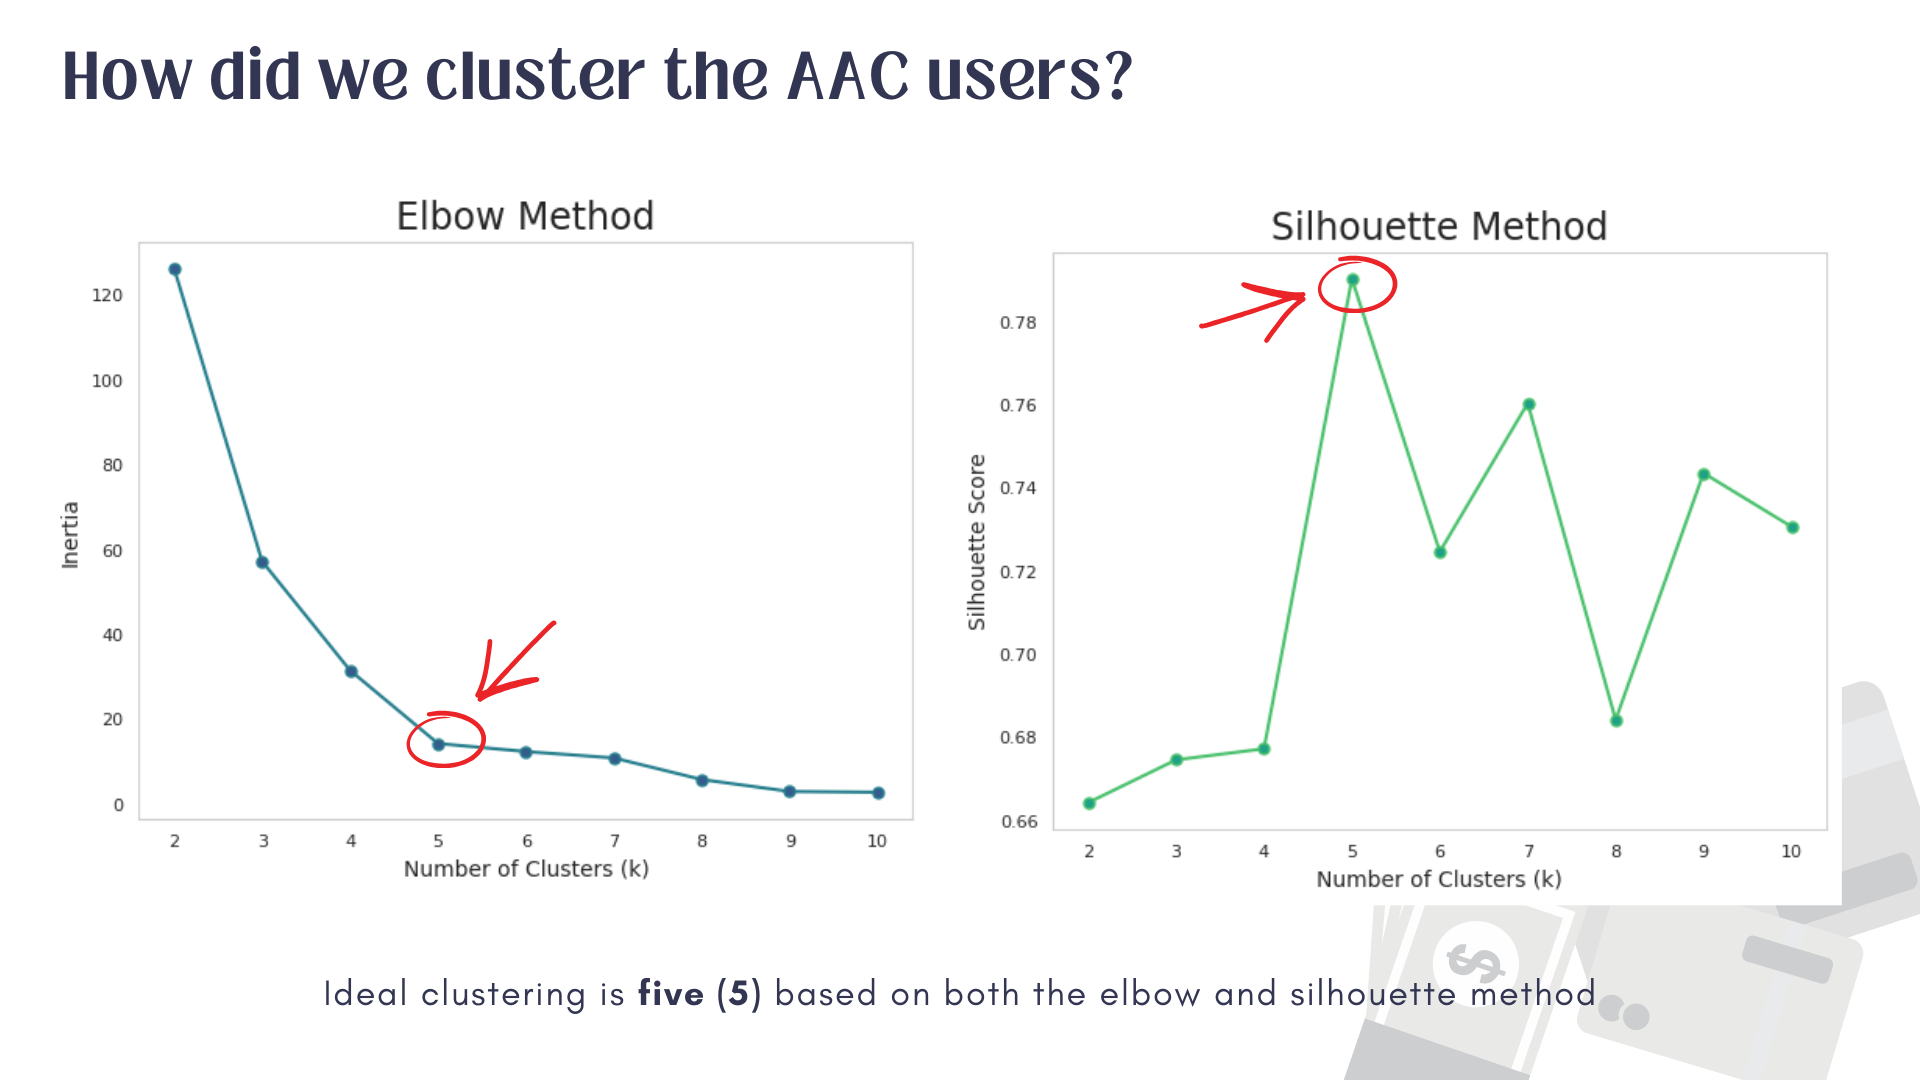 How did we cluster the AAC users?
Elbow Method
120
100
80
60
40
20
0
Inertia
2 3 4 5 6 7 8 9 10
Number of Clusters (k)
Silhouette Method
0.78
0.76
0.74
0.72
0.70
0.68
0.66
Silhouette Score
2 3 4 5 6 7 8 9 10
Number of Clusters (k)
$
Ideal clustering is five (5) based on both the elbow and silhouette method